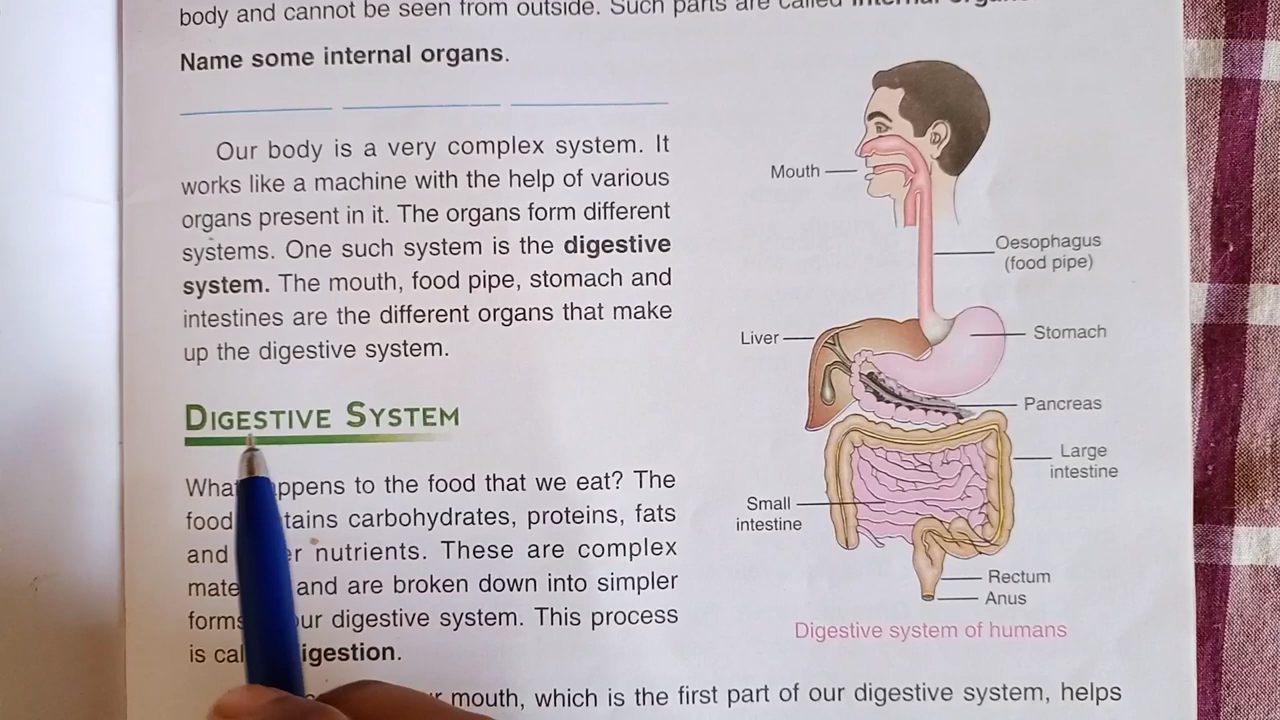 body and cannot be seen from outside. Such parts are called
Name some internal organs.
Our body is a very complex system. It
works like a machine with the help of various
organs present in it. The organs form different
systems. One such system is the digestive
system. The mouth, food pipe, stomach and
intestines are the different organs that make
up the digestive system.
DIGESTIVE SYSTEM
What ppens to the food that we eat? The
food tains carbohydrates, proteins, fats
and r nutrients. These are complex
mate and are broken down into simpler
forms ur digestive system. This process
is cal igestion.
mouth, which is the first part of our digestive system, helps
Mouth
Oesophagus
(food pipe)
Liver
Stomach
Pancreas
Large
intestine
Small
intestine
Rectum
Anus
Digestive system of humans